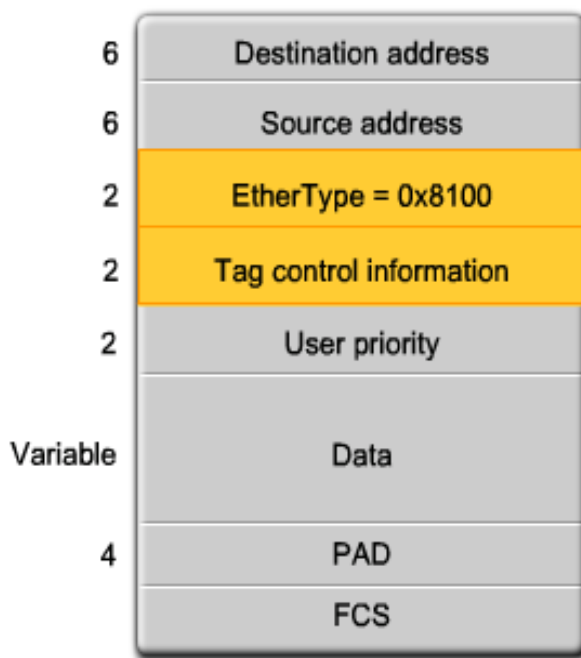 6 Destination address
6 Source address
2 EtherType = 0x8100
2 Tag control information
2 User priority
Variable Data
4 PAD
FCS